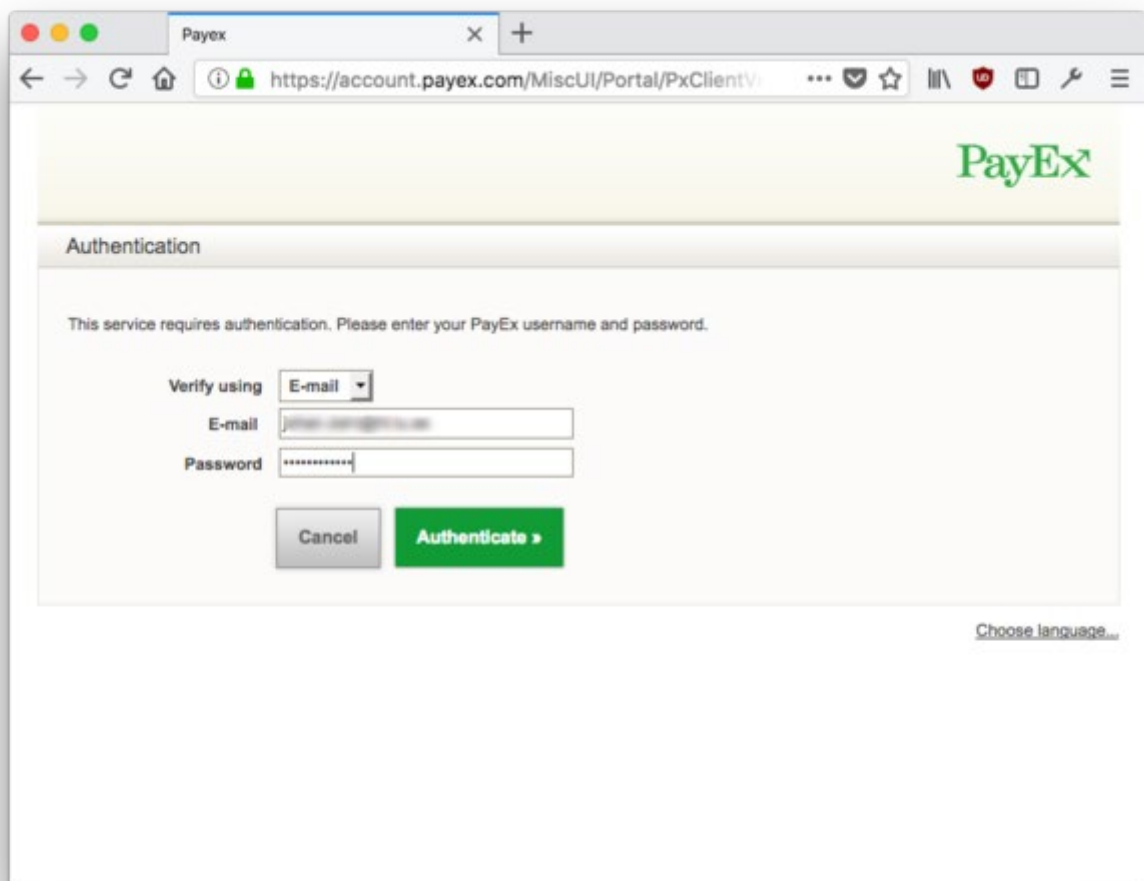 Payex
https://account.payex.com/MiscUI/Portal/PxClientV
PayEx
Authentication
This service requires authentication. Please enter your PayEx username and password.
Verify using E-mail
E-mail
Password ••••••••••••
Cancel Authenticate »
Choose language...